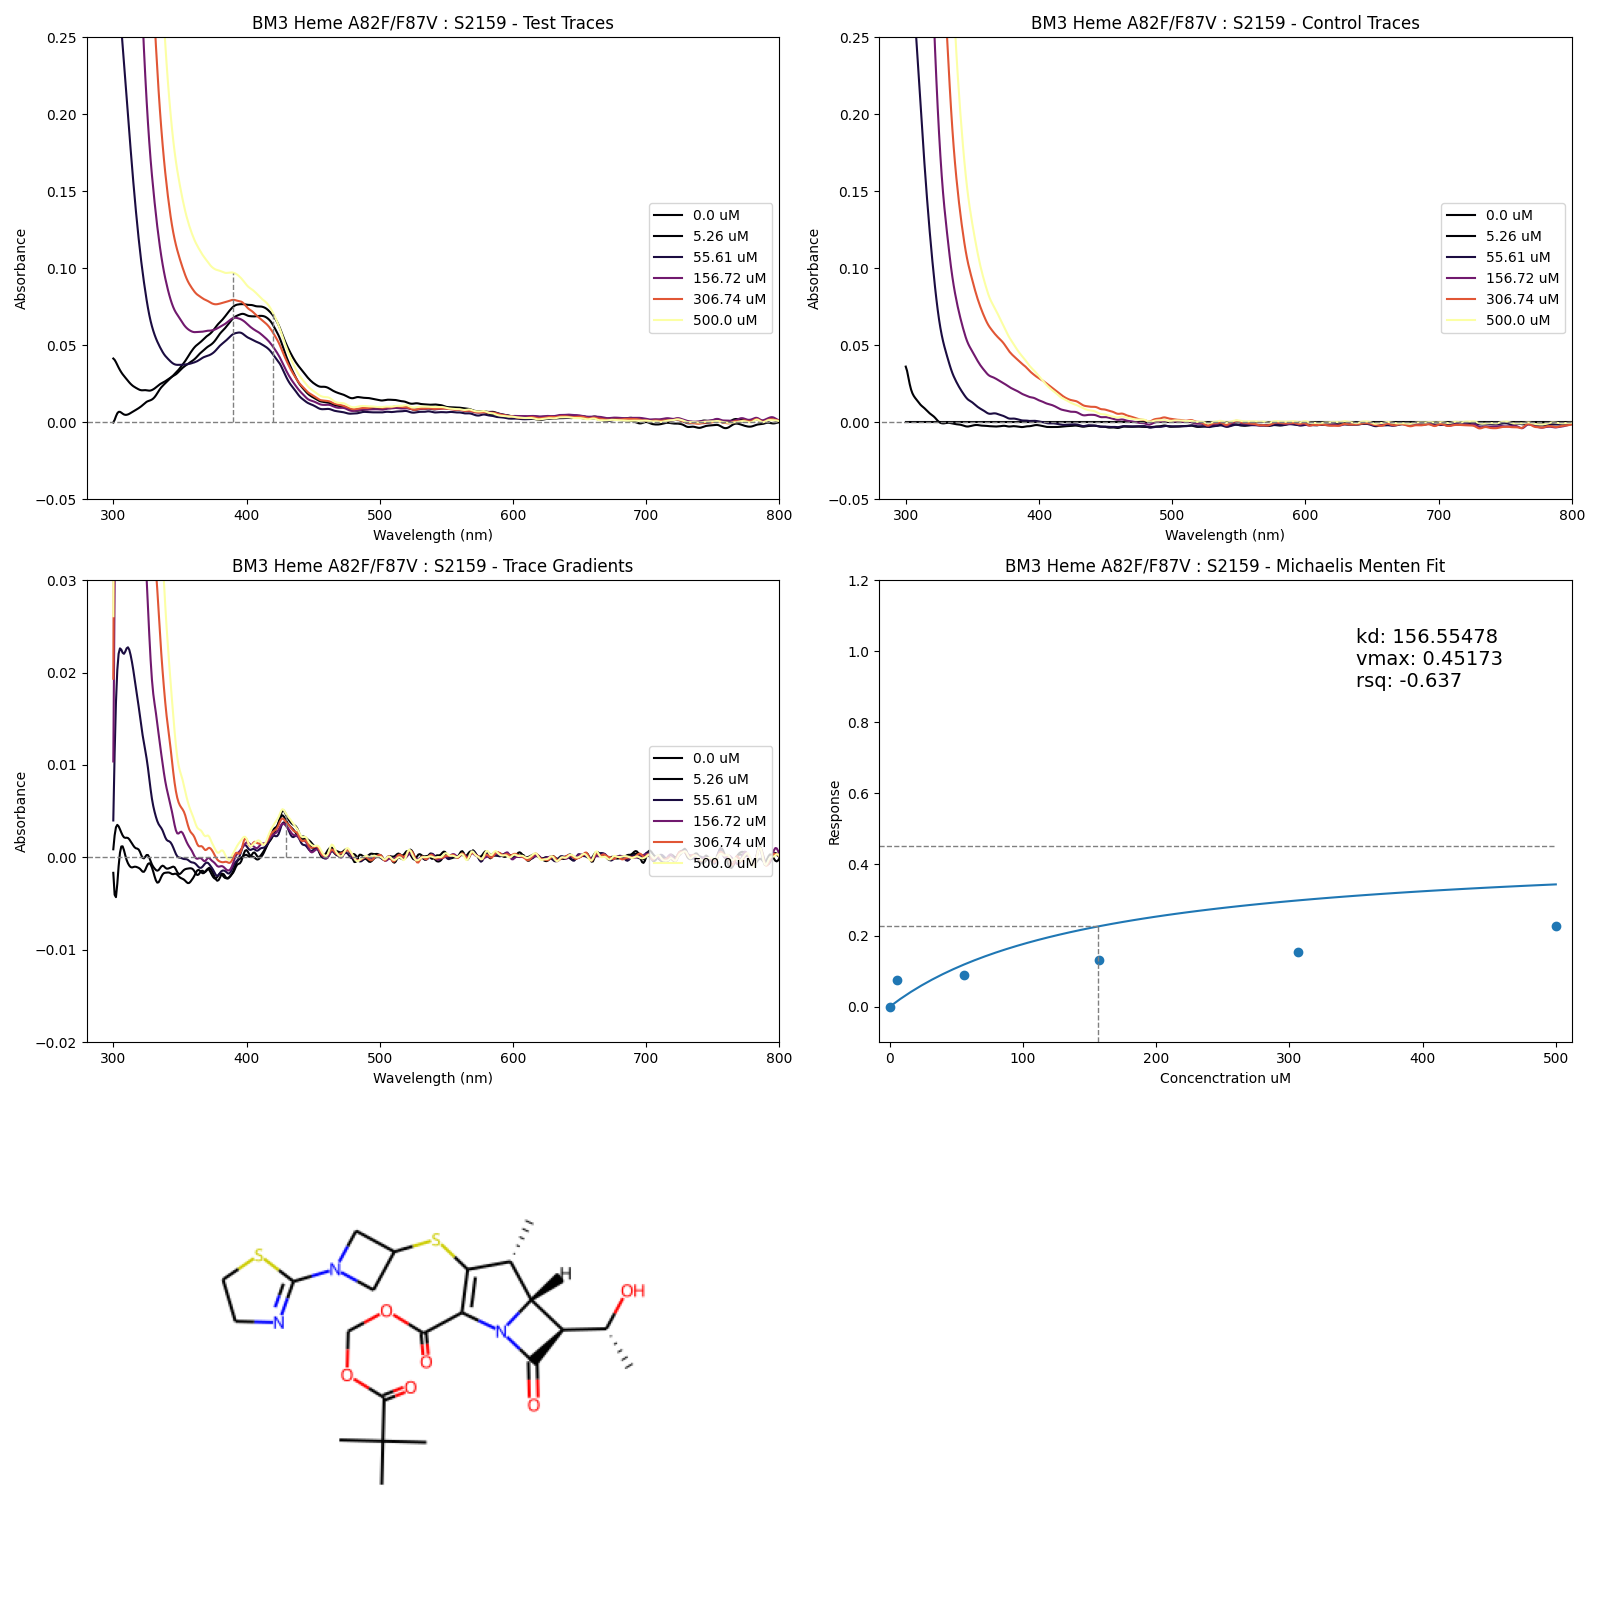 BM3 Heme A82F/F87V : S2159 - Test Traces
0.25
0.20
0.15
0.10
0.05
0.00
−0.05
Absorbance
300 400 500 600 700 800
Wavelength (nm)
0.0 uM
5.26 uM
55.61 uM
156.72 uM
306.74 uM
500.0 uM
BM3 Heme A82F/F87V : S2159 - Control Traces
0.25
0.20
0.15
0.10
0.05
0.00
−0.05
Absorbance
300 400 500 600 700 800
Wavelength (nm)
0.0 uM
5.26 uM
55.61 uM
156.72 uM
306.74 uM
500.0 uM
BM3 Heme A82F/F87V : S2159 - Trace Gradients
0.03
0.02
0.01
0.00
−0.01
−0.02
Absorbance
300 400 500 600 700 800
Wavelength (nm)
0.0 uM
5.26 uM
55.61 uM
156.72 uM
306.74 uM
500.0 uM
BM3 Heme A82F/F87V : S2159 - Michaelis Menten Fit
1.2
1.0
0.8
0.6
0.4
0.2
0.0
Response
kd: 156.55478
vmax: 0.45173
rsq: -0.637
0 100 200 300 400 500
Concenctration uM
S
N
N
S
H
OH
N
O
O
O
O
O